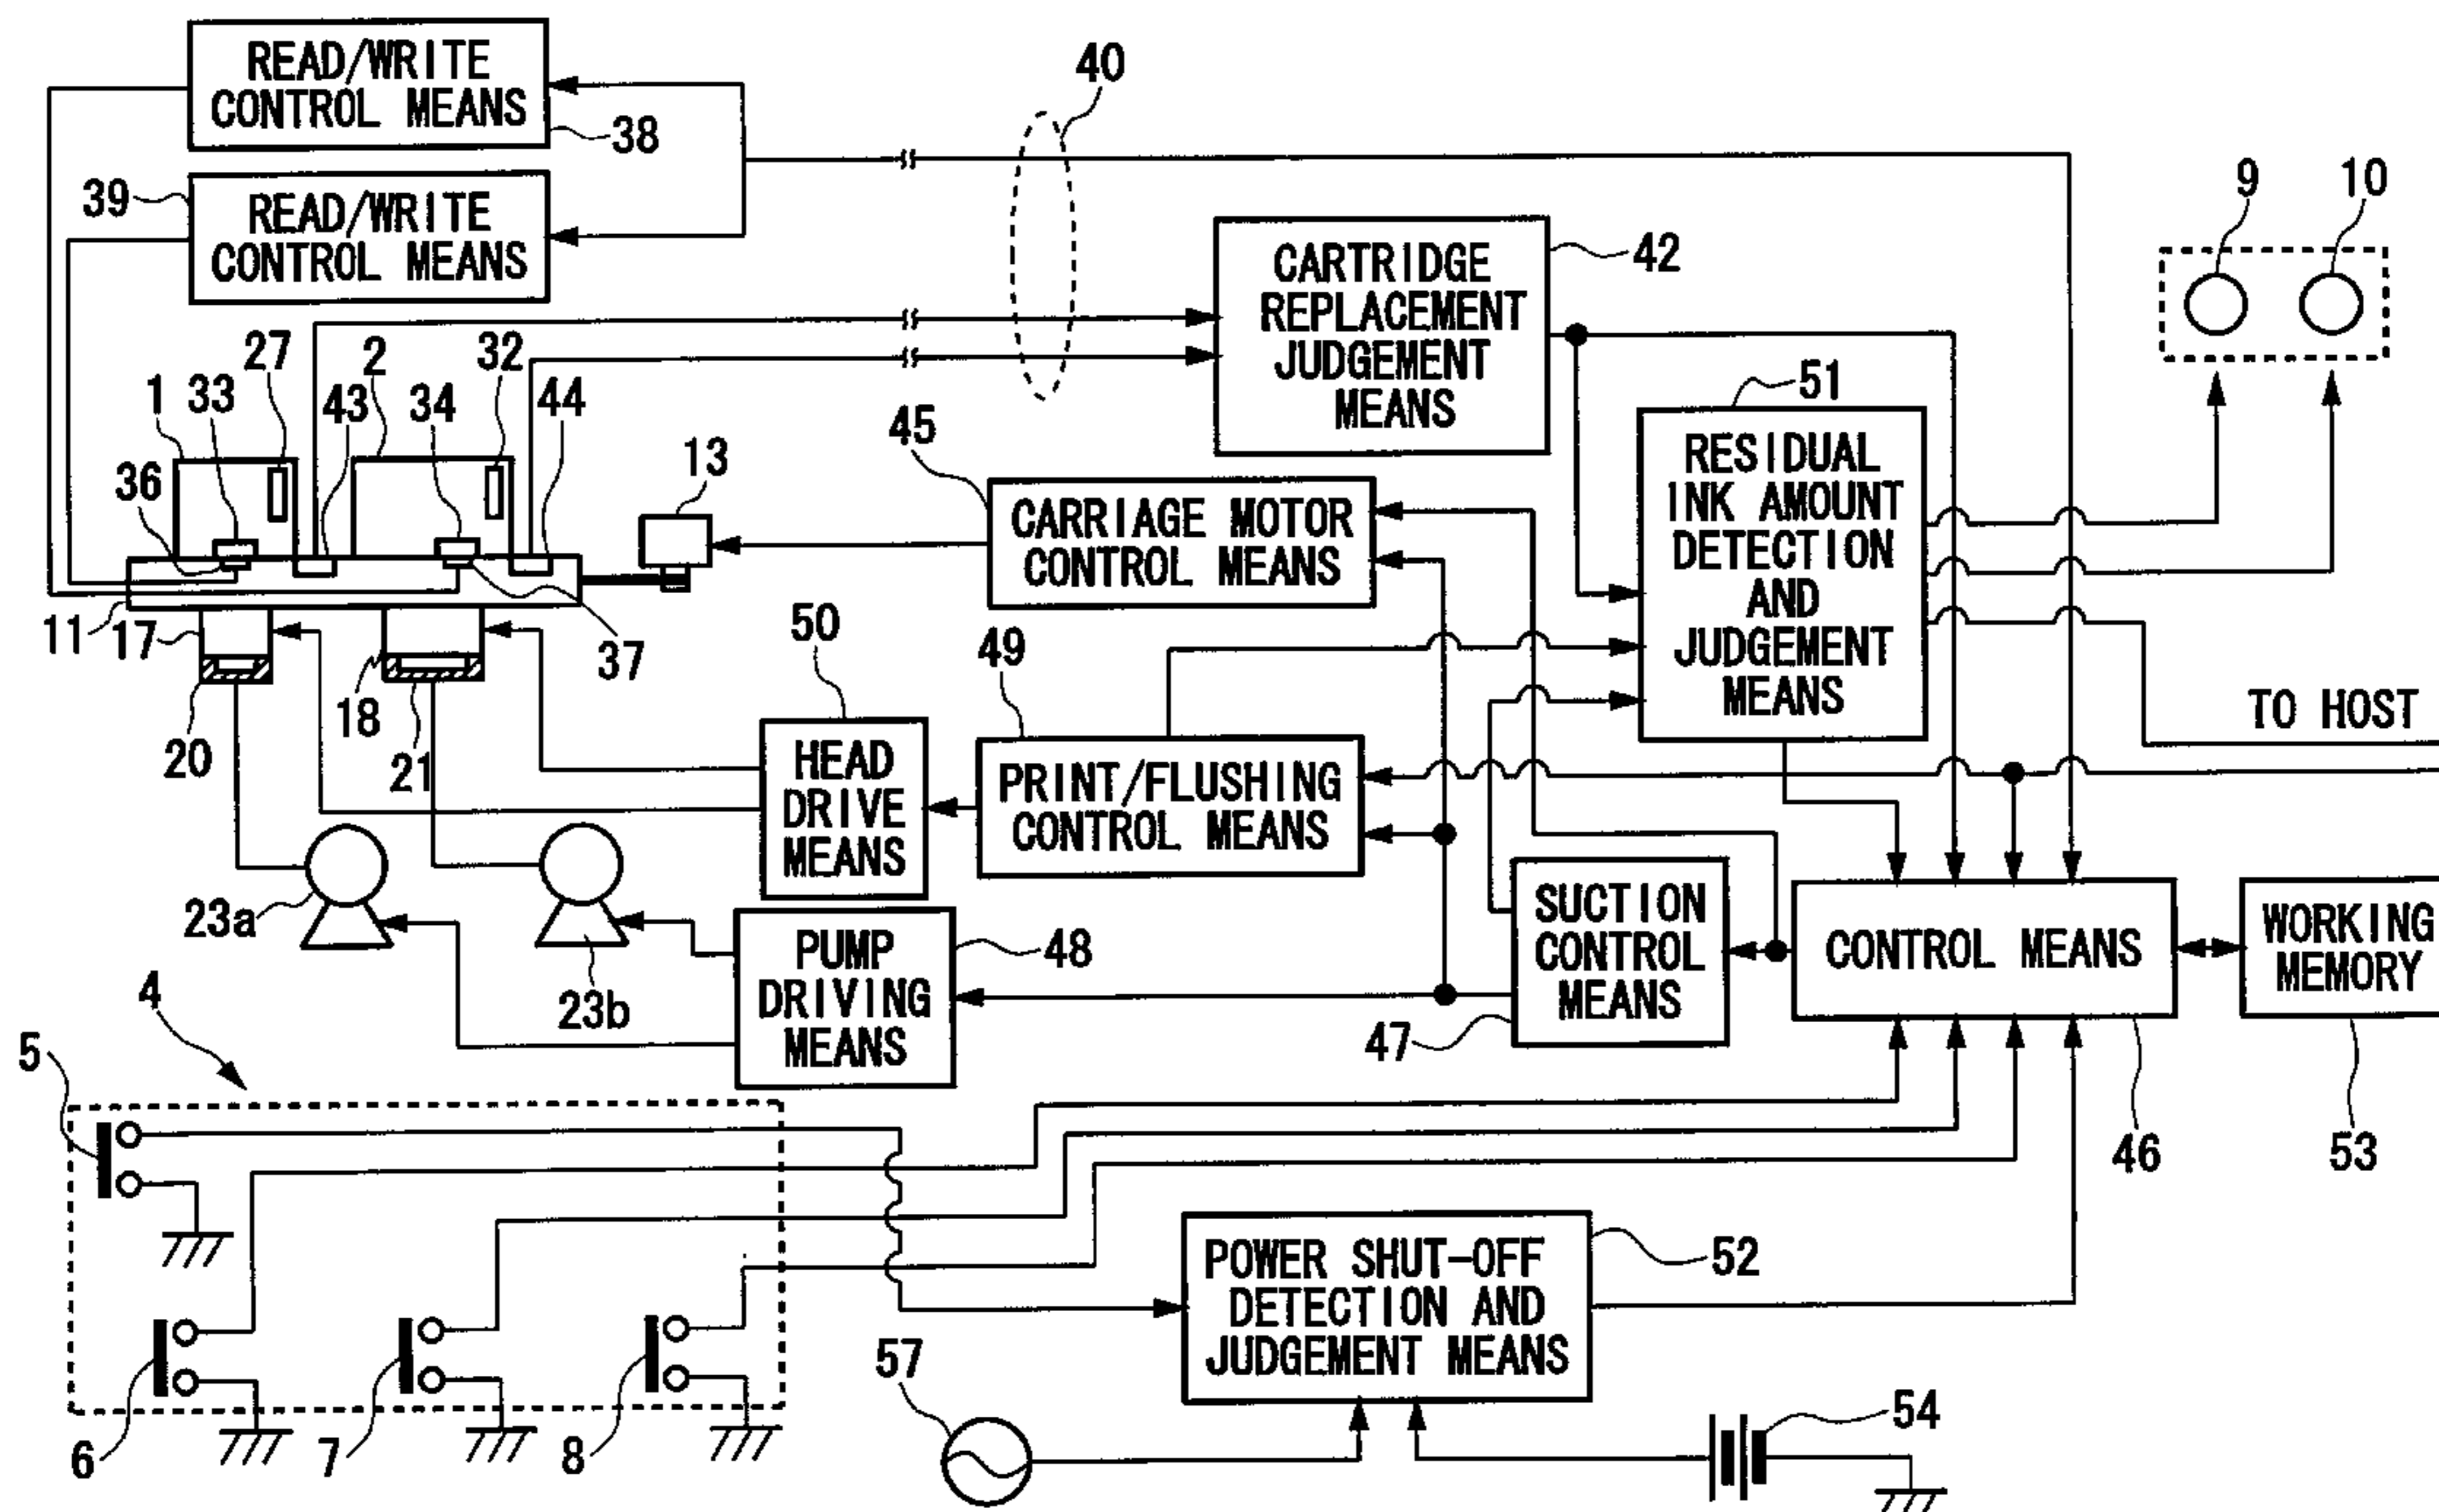 READ/WRITE
CONTROL MEANS
38
40
39
READ/WRITE
CONTROL MEANS
9
10
CARTRIDGE
REPLACEMENT
JUDGEMENT
MEANS
42
1
33
27
43
2
34
32
44
36
13
45
CARRIAGE MOTOR
CONTROL MEANS
51
RESIDUAL
INK AMOUNT
DETECTION
AND
JUDGEMENT
MEANS
11
17
20
18
21
37
50
HEAD
DRIVE
MEANS
49
PRINT/FLUSHING
CONTROL MEANS
TO HOST
23a
23b
PUMP
DRIVING
MEANS
48
SUCTION
CONTROL
MEANS
47
CONTROL MEANS
46
WORKING
MEMORY
53
4
5
6
7
8
POWER SHUT-OFF
DETECTION AND
JUDGEMENT MEANS
52
57
54